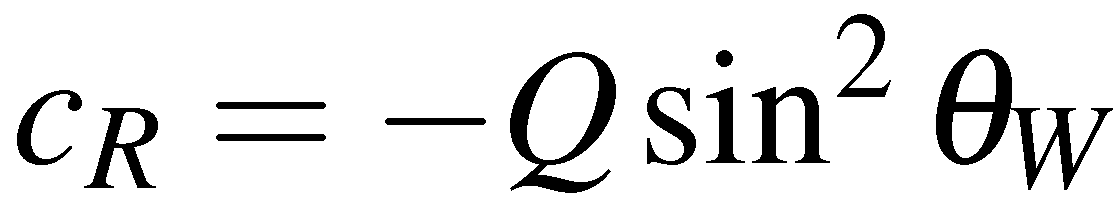 c_R = −Q sin² θ_W